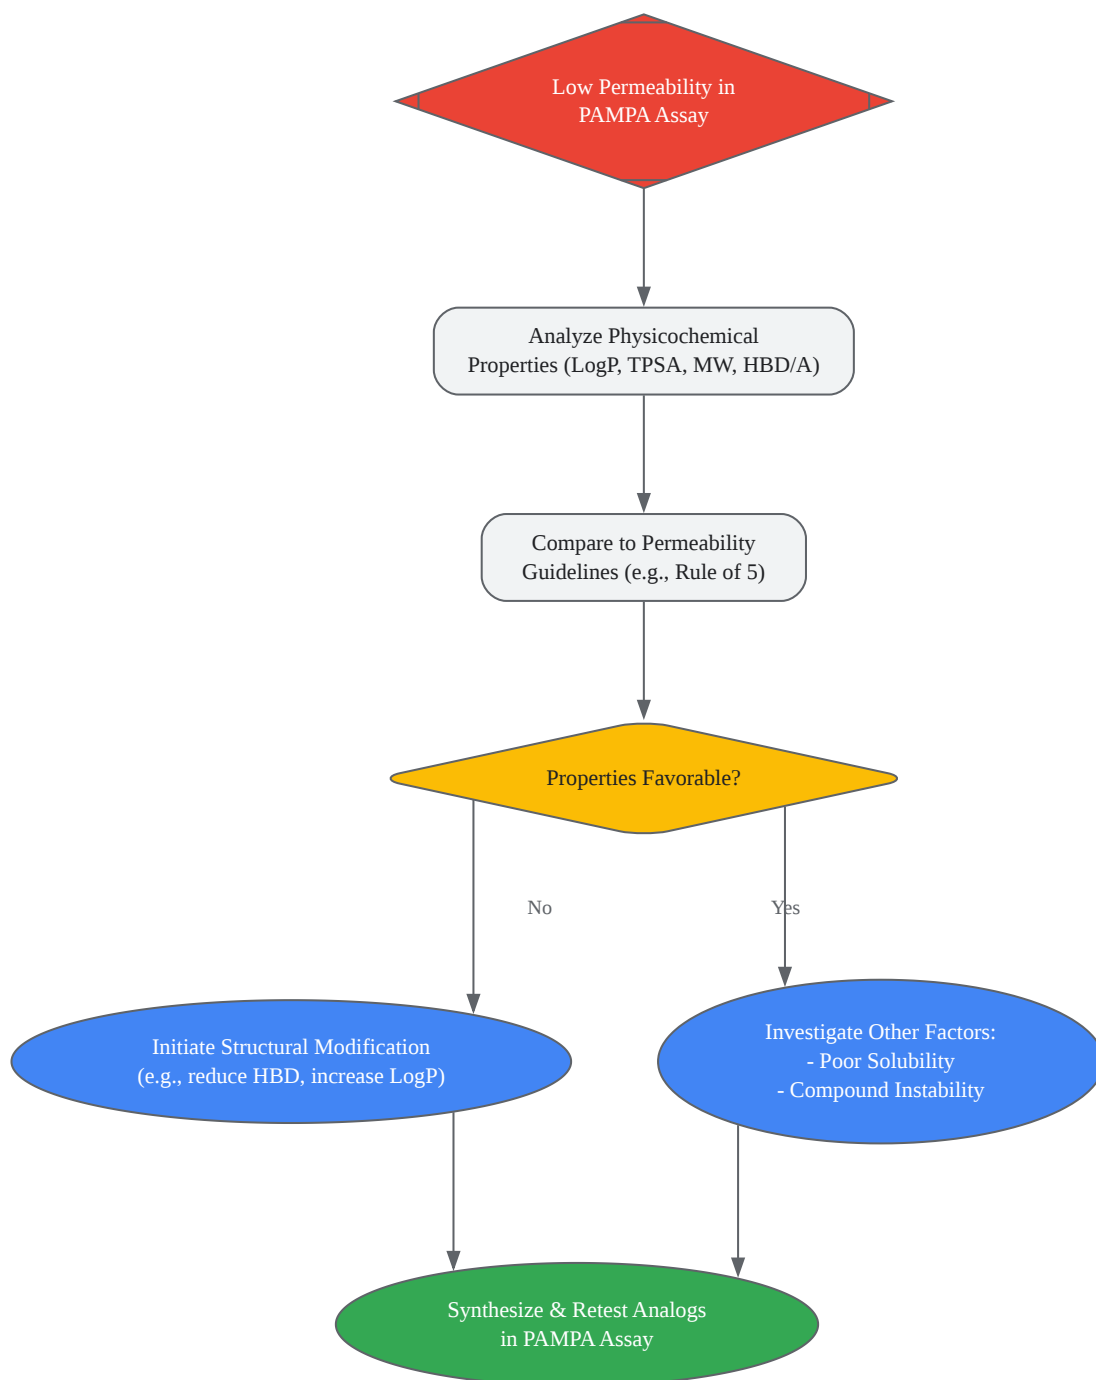 Low Permeability in
PAMPA Assay
Analyze Physicochemical
Properties (LogP, TPSA, MW, HBD/A)
Compare to Permeability
Guidelines (e.g., Rule of 5)
Properties Favorable?
No
Yes
Initiate Structural Modification
(e.g., reduce HBD, increase LogP)
Investigate Other Factors:
- Poor Solubility
- Compound Instability
Synthesize & Retest Analogs
in PAMPA Assay